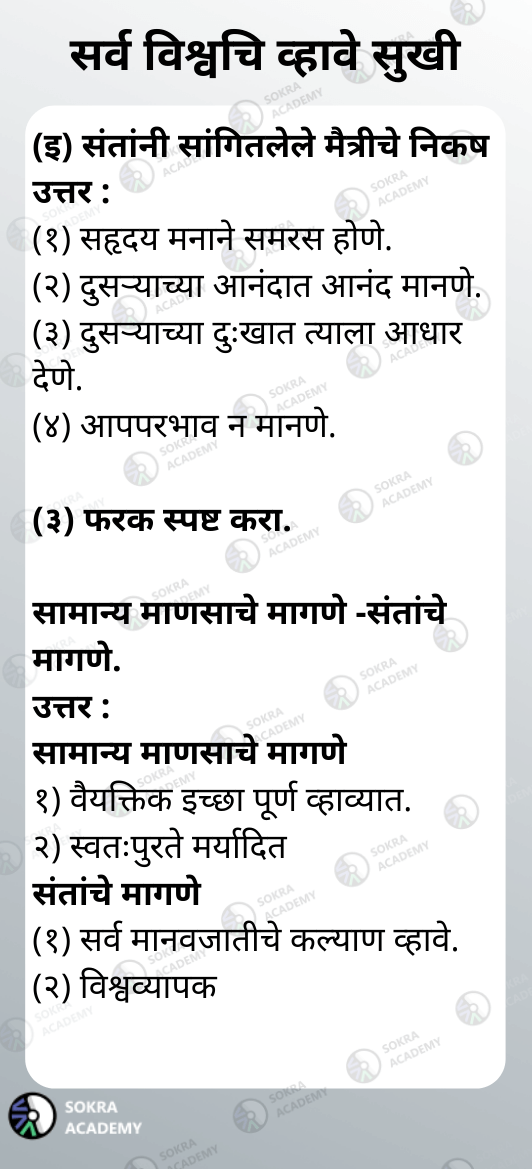 सर्व विश्वचि व्हावे सुखी
(इ) संतांनी सांगितलेले मैत्रीचे निकष
उत्तर :
(१) सहृदय मनाने समरस होणे.
(२) दुसऱ्याच्या आनंदात आनंद मानणे.
(३) दुसऱ्याच्या दुःखात त्याला आधार
देणे.
(४) आपपरभाव न मानणे.
(३) फरक स्पष्ट करा.
सामान्य माणसाचे मागणे -संतांचे
मागणे.
उत्तर :
सामान्य माणसाचे मागणे
१) वैयक्तिक इच्छा पूर्ण व्हाव्यात.
२) स्वतःपुरते मर्यादित
संतांचे मागणे
(१) सर्व मानवजातीचे कल्याण व्हावे.
(२) विश्वव्यापक
SOKRA
ACADEMY